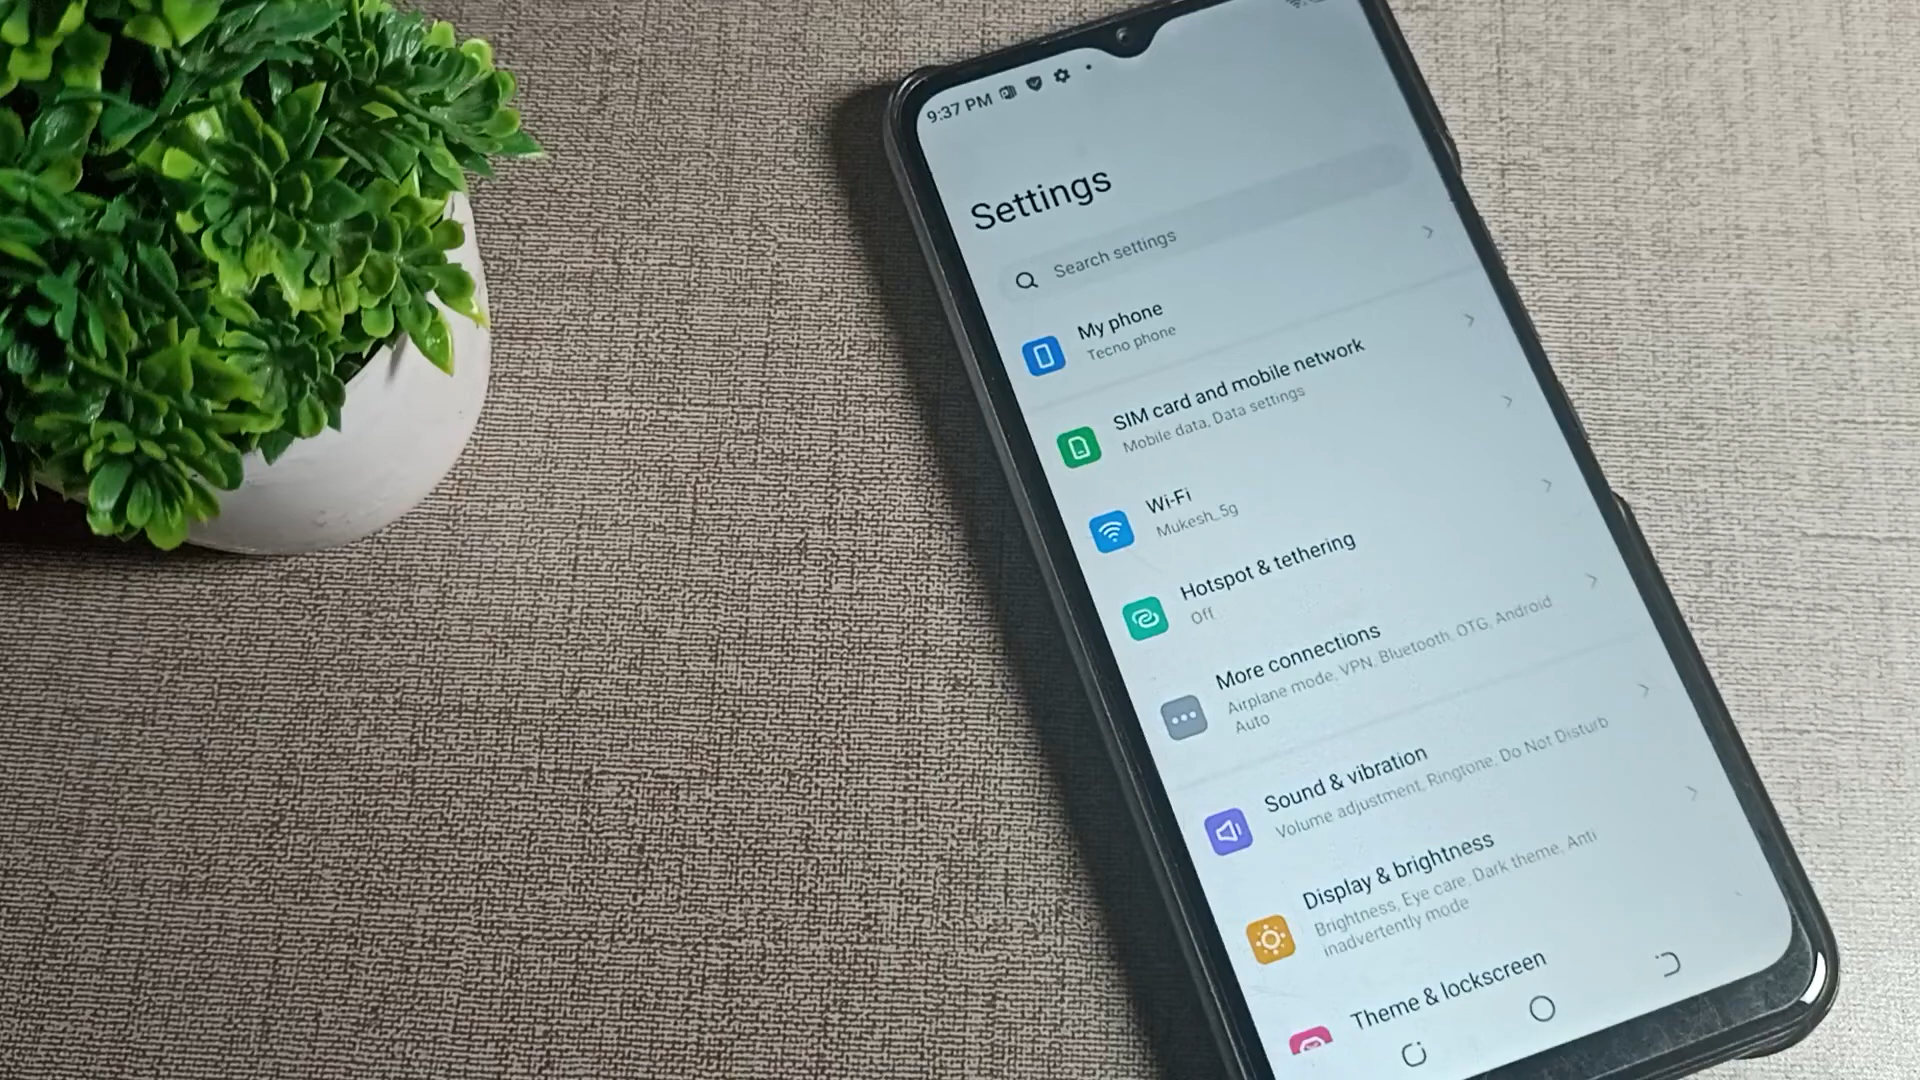 9:37 PM
Settings
Search settings
My phone
Tecno phone
SIM card and mobile network
Mobile data, Data settings
Wi-Fi
Mukesh_5g
Hotspot & tethering
Off
More connections
Airplane mode, VPN, Bluetooth, OTG, Android
Auto
Sound & vibration
Volume adjustment, Ringtone, Do Not Disturb
Display & brightness
Brightness, Eye care, Dark theme, Anti
inadvertently mode
Theme & lockscreen